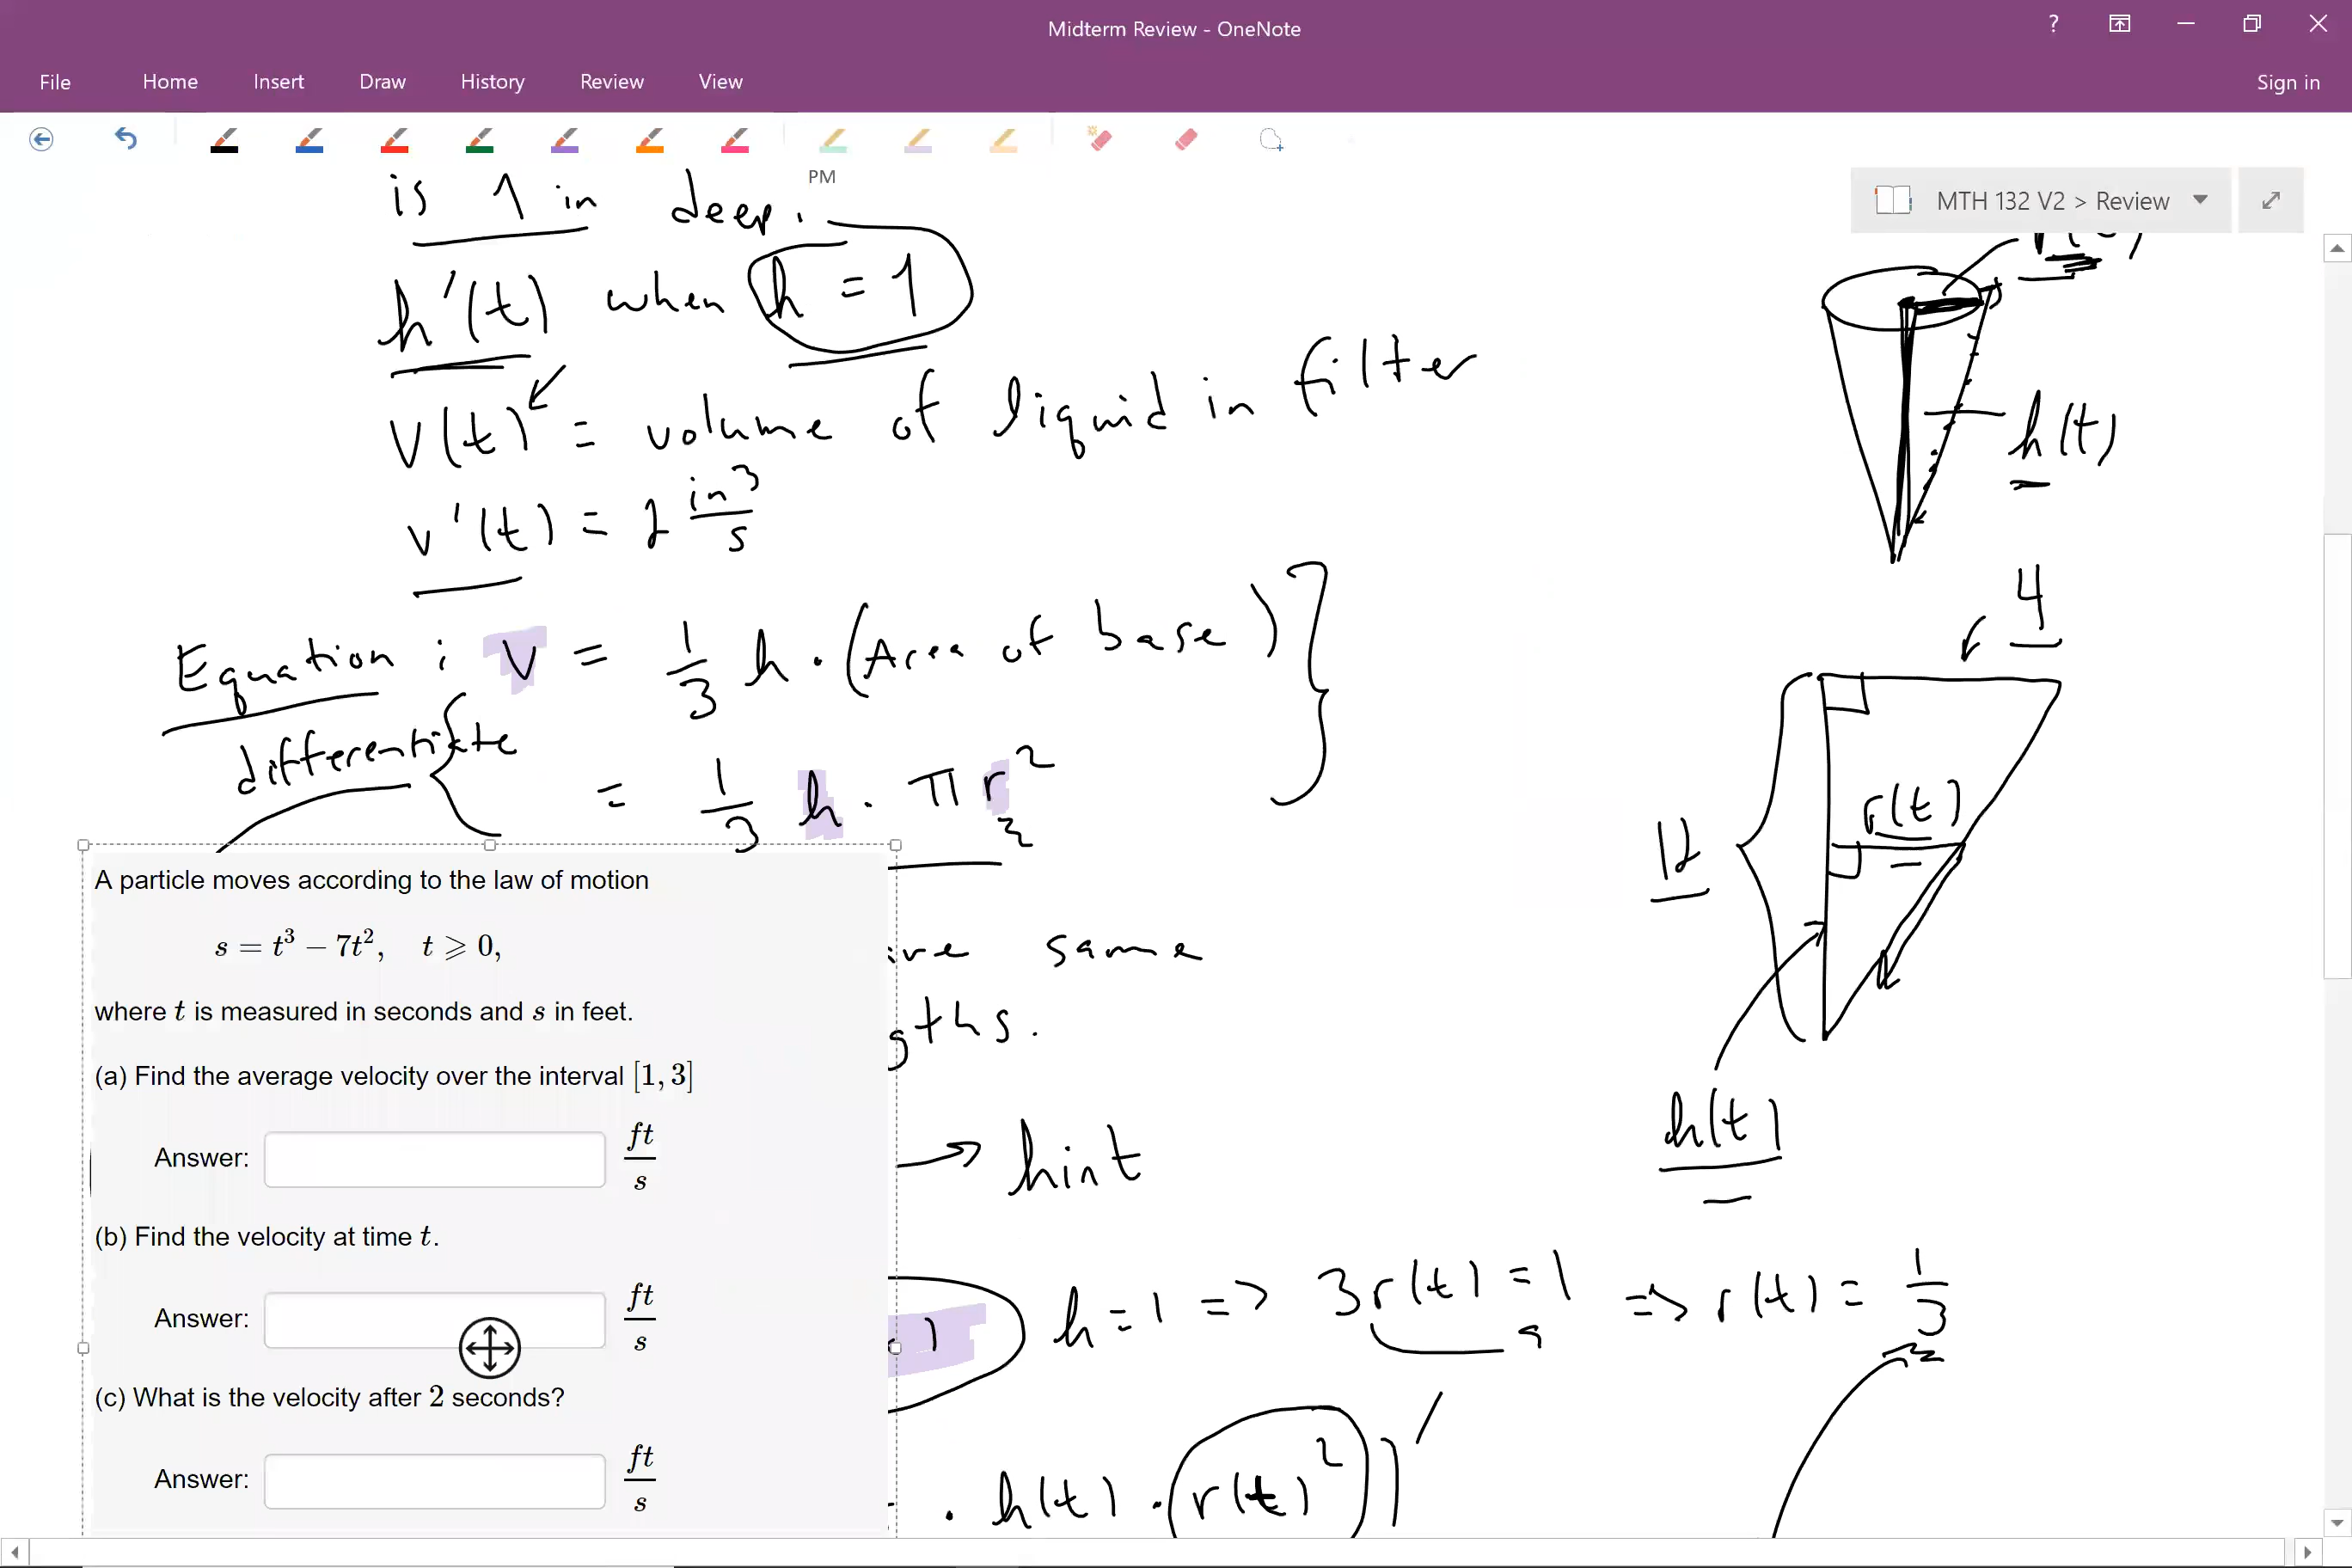 Midterm Review - OneNote
File Home Insert Draw History Review View Sign in
PM
MTH 132 V2 > Review
is 1 in deep.
h'(t) when h = 1
V(t) = volume of liquid in filter
v'(t) = 2 in³/s
Equation : V = 1/3 h · (Area of base)
differentiate
= 1/3 h · π r²
same
hint
h = 1 => 3r(t) = 1 => r(t) = 1/3
· h(t) · r(t)²)'
h(t)
4
12
r(t)
h(t)
A particle moves according to the law of motion
s = t³ − 7t², t ⩾ 0,
where t is measured in seconds and s in feet.
(a) Find the average velocity over the interval [1, 3]
Answer: ft/s
(b) Find the velocity at time t.
Answer: ft/s
(c) What is the velocity after 2 seconds?
Answer: ft/s